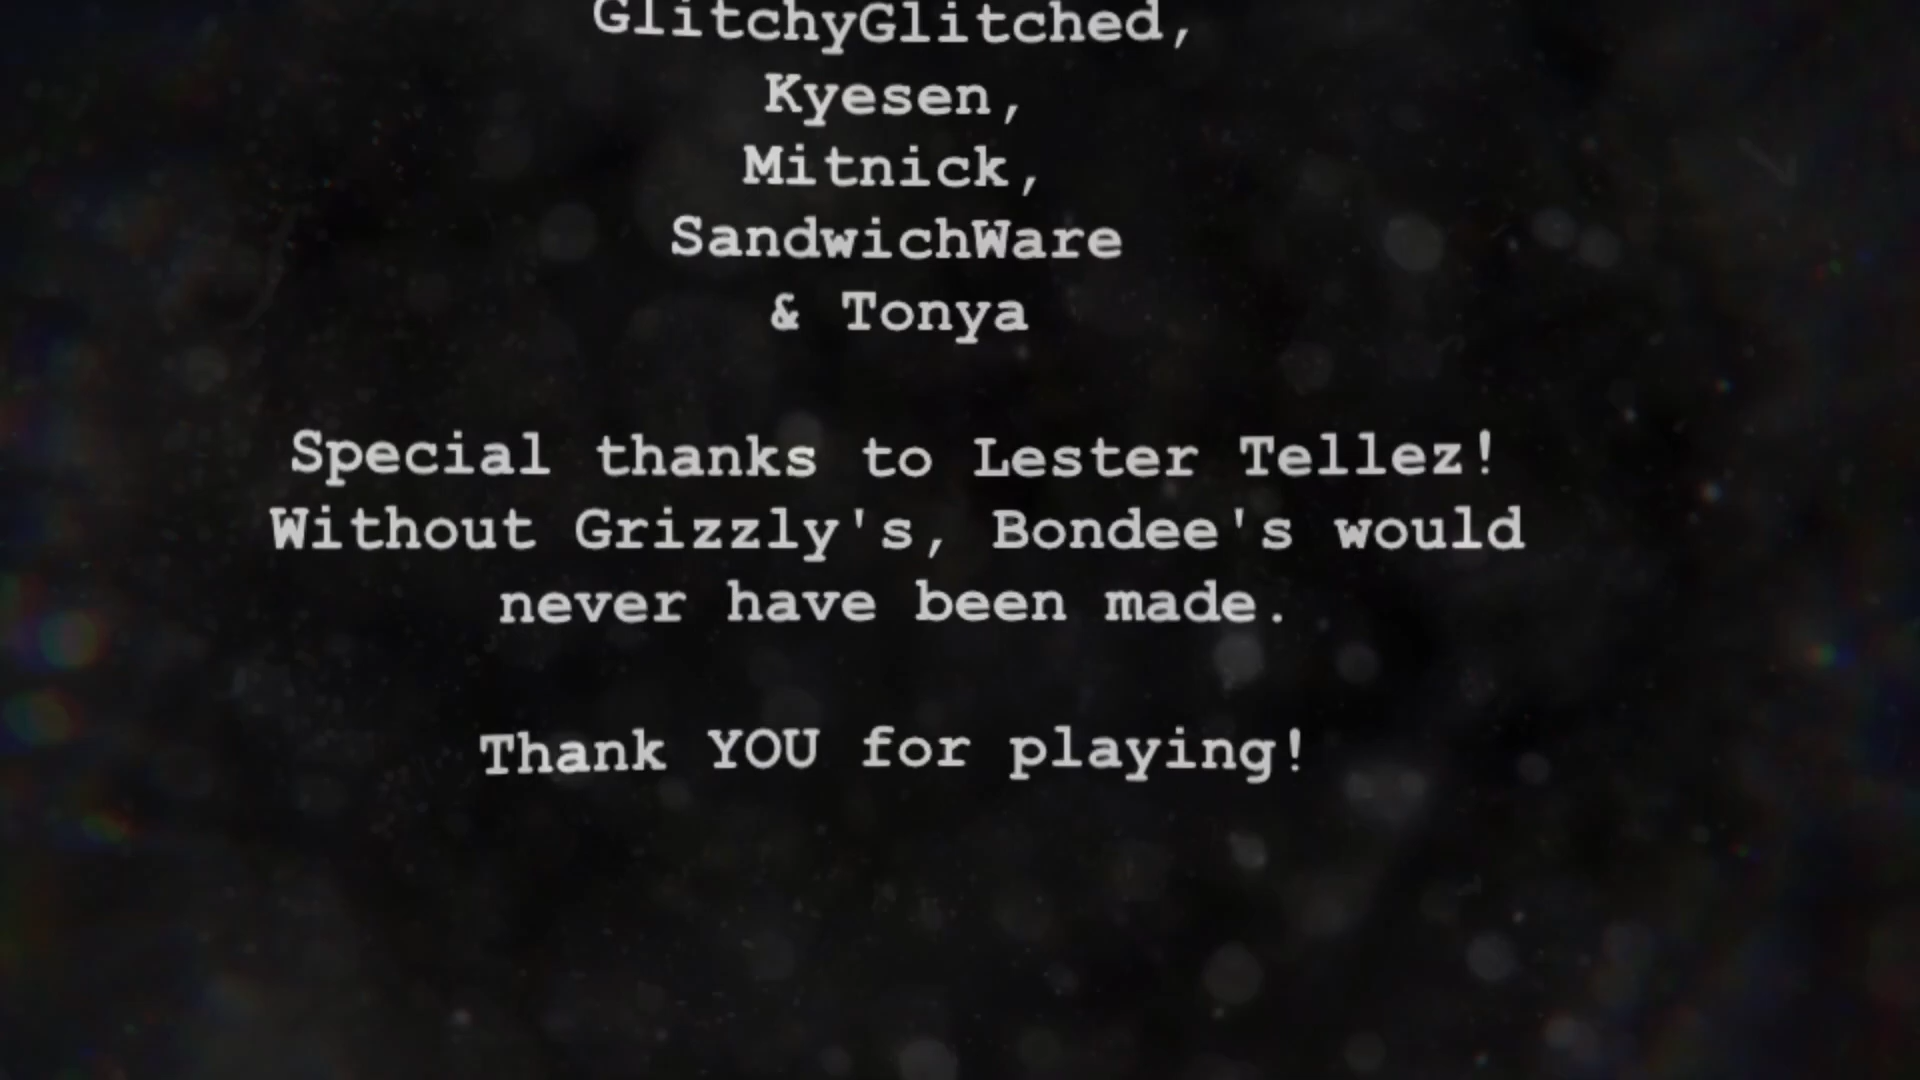 GlitchyGlitched,
Kyesen,
Mitnick,
SandwichWare
& Tonya
Special thanks to Lester Tellez!
Without Grizzly's, Bondee's would
never have been made.
Thank YOU for playing!